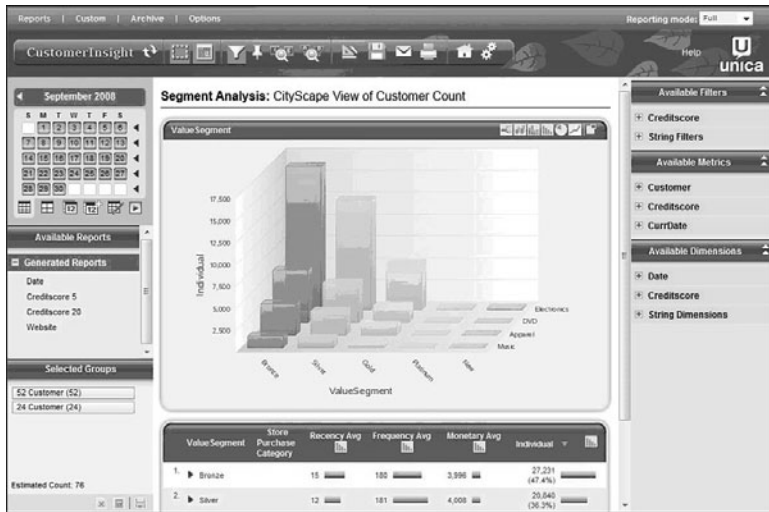 Reports | Custom | Archive | Options
Reporting mode: Full
CustomerInsight
Help
unica
September 2008
S M T W T F S
1 2 3 4 5 6
7 8 9 10 11 12 13
14 15 16 17 18 19 20
21 22 23 24 25 26 27
28 29 30
12 12
Available Reports
Generated Reports
Date
Creditscore 5
Creditscore 20
Website
Selected Groups
52 Customer (52)
24 Customer (24)
Estimated Count: 76
Segment Analysis: CityScape View of Customer Count
ValueSegment
17,500
15,000
12,500
10,000
7,500
5,000
2,500
Individual
Electronics
DVD
Apparel
Music
Bronze
Silver
Gold
Platinum
New
ValueSegment
ValueSegment Store Purchase Category Recency Avg Frequency Avg Monetary Avg Individual
1. Bronze 15 180 3,996 27,231 (47.4%)
2. Silver 12 181 4,008 20,840 (36.3%)
Available Filters
Creditscore
String Filters
Available Metrics
Customer
Creditscore
CurrDate
Available Dimensions
Date
Creditscore
String Dimensions